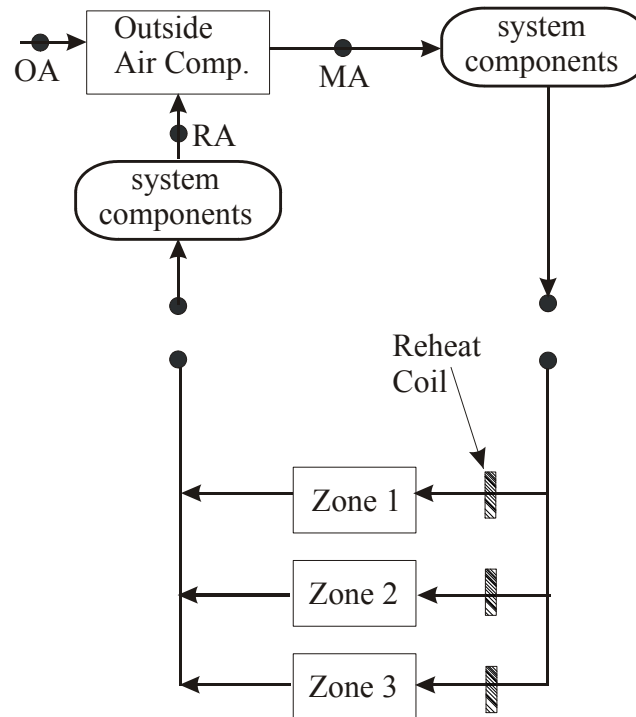 Outside
Air Comp.
system
components
OA
MA
RA
system
components
Reheat
Coil
Zone 1
Zone 2
Zone 3